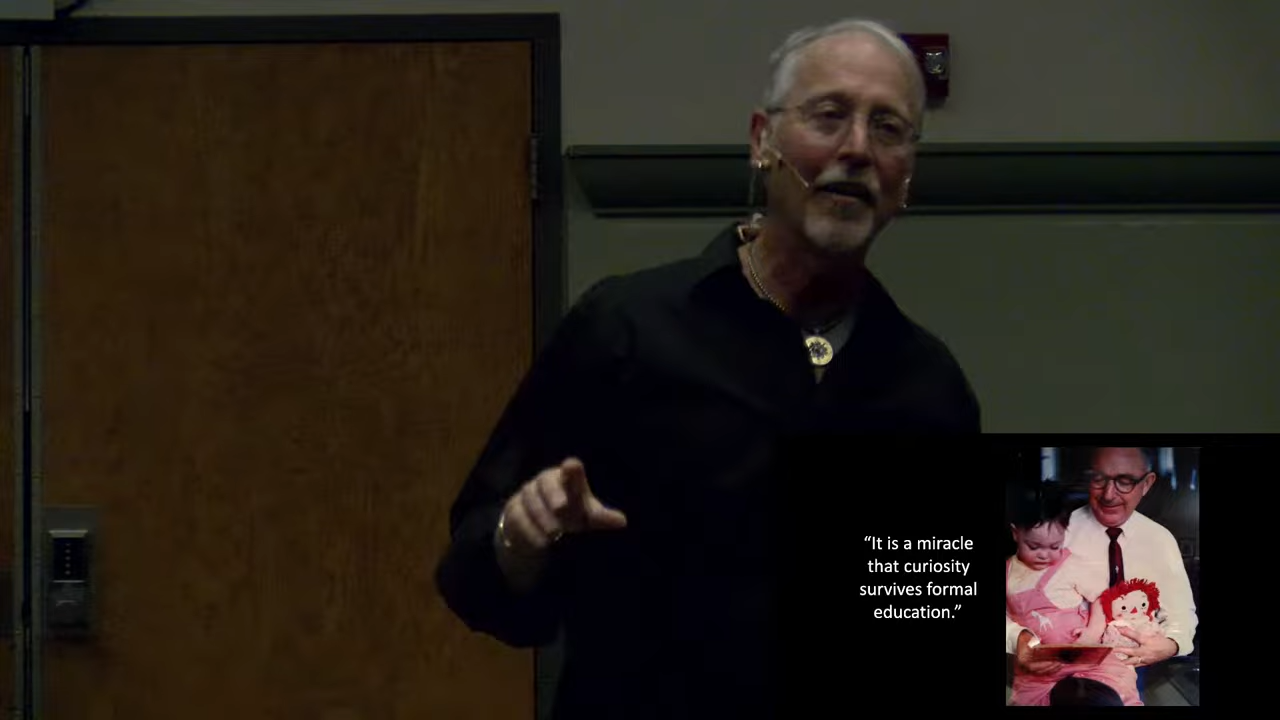 “It is a miracle
that curiosity
survives formal
education.”